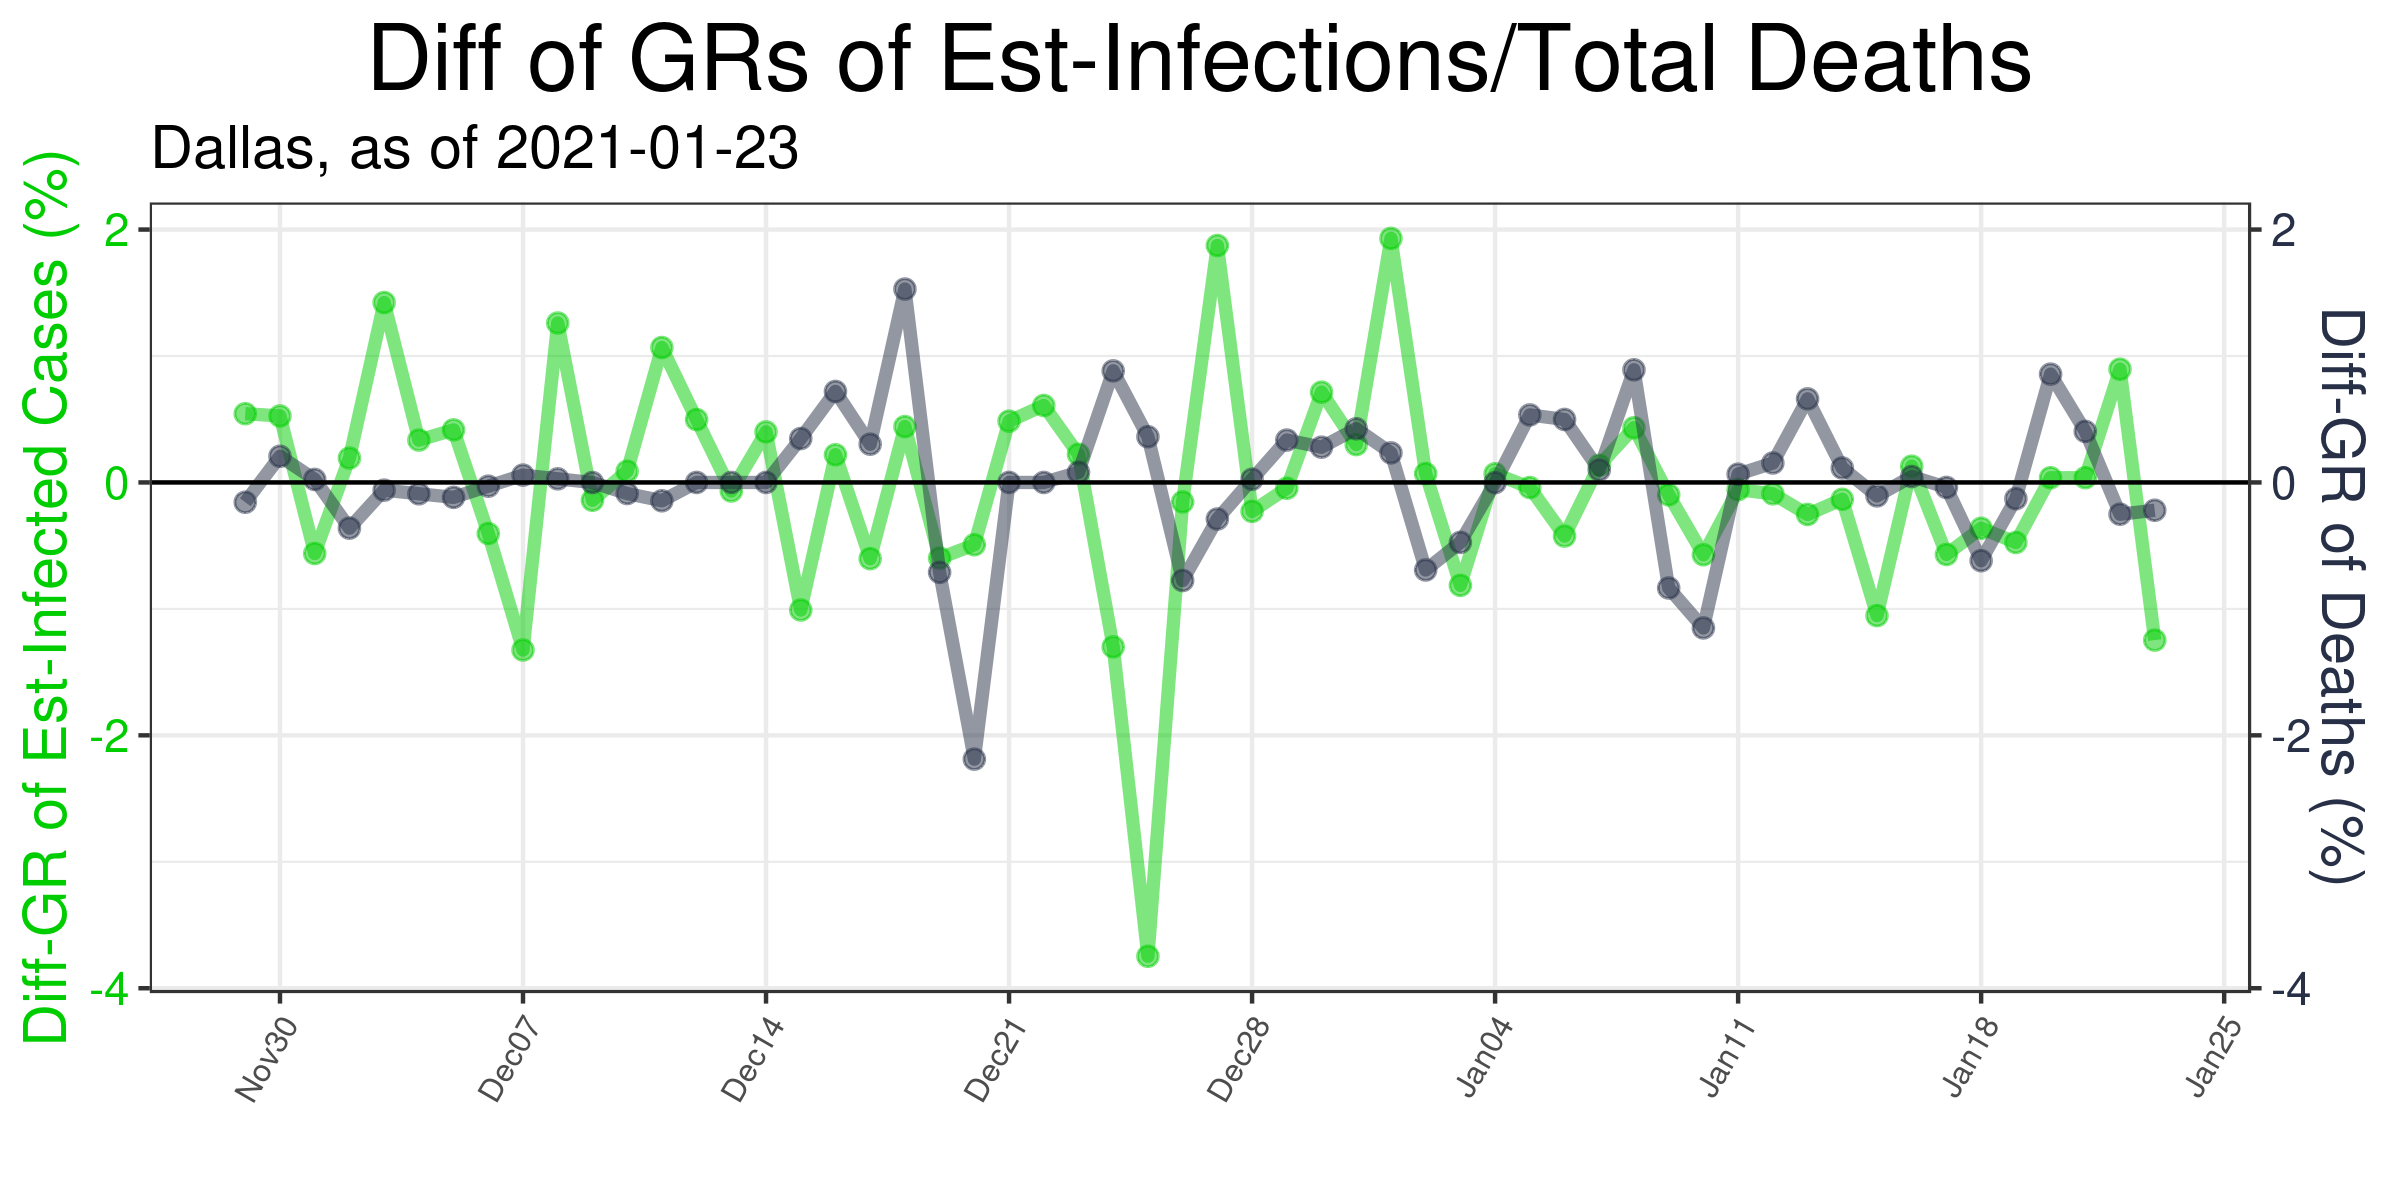 Diff of GRs of Est-Infections/Total Deaths
Dallas, as of 2021-01-23
Diff-GR of Est-Infected Cases (%)
2
0
-2
-4
2
0
-2
-4
Diff-GR of Deaths (%)
Nov30
Dec07
Dec14
Dec21
Dec28
Jan04
Jan11
Jan18
Jan25